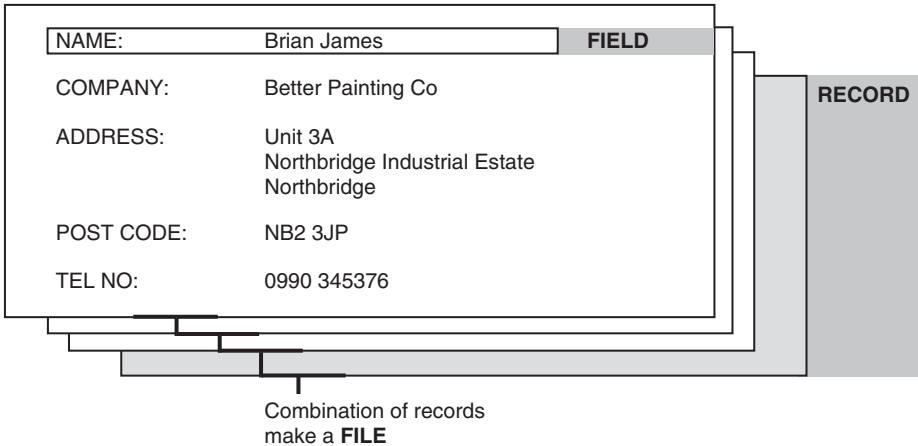 NAME: Brian James FIELD
COMPANY: Better Painting Co
RECORD
ADDRESS: Unit 3A
Northbridge Industrial Estate
Northbridge
POST CODE: NB2 3JP
TEL NO: 0990 345376
Combination of records
make a FILE